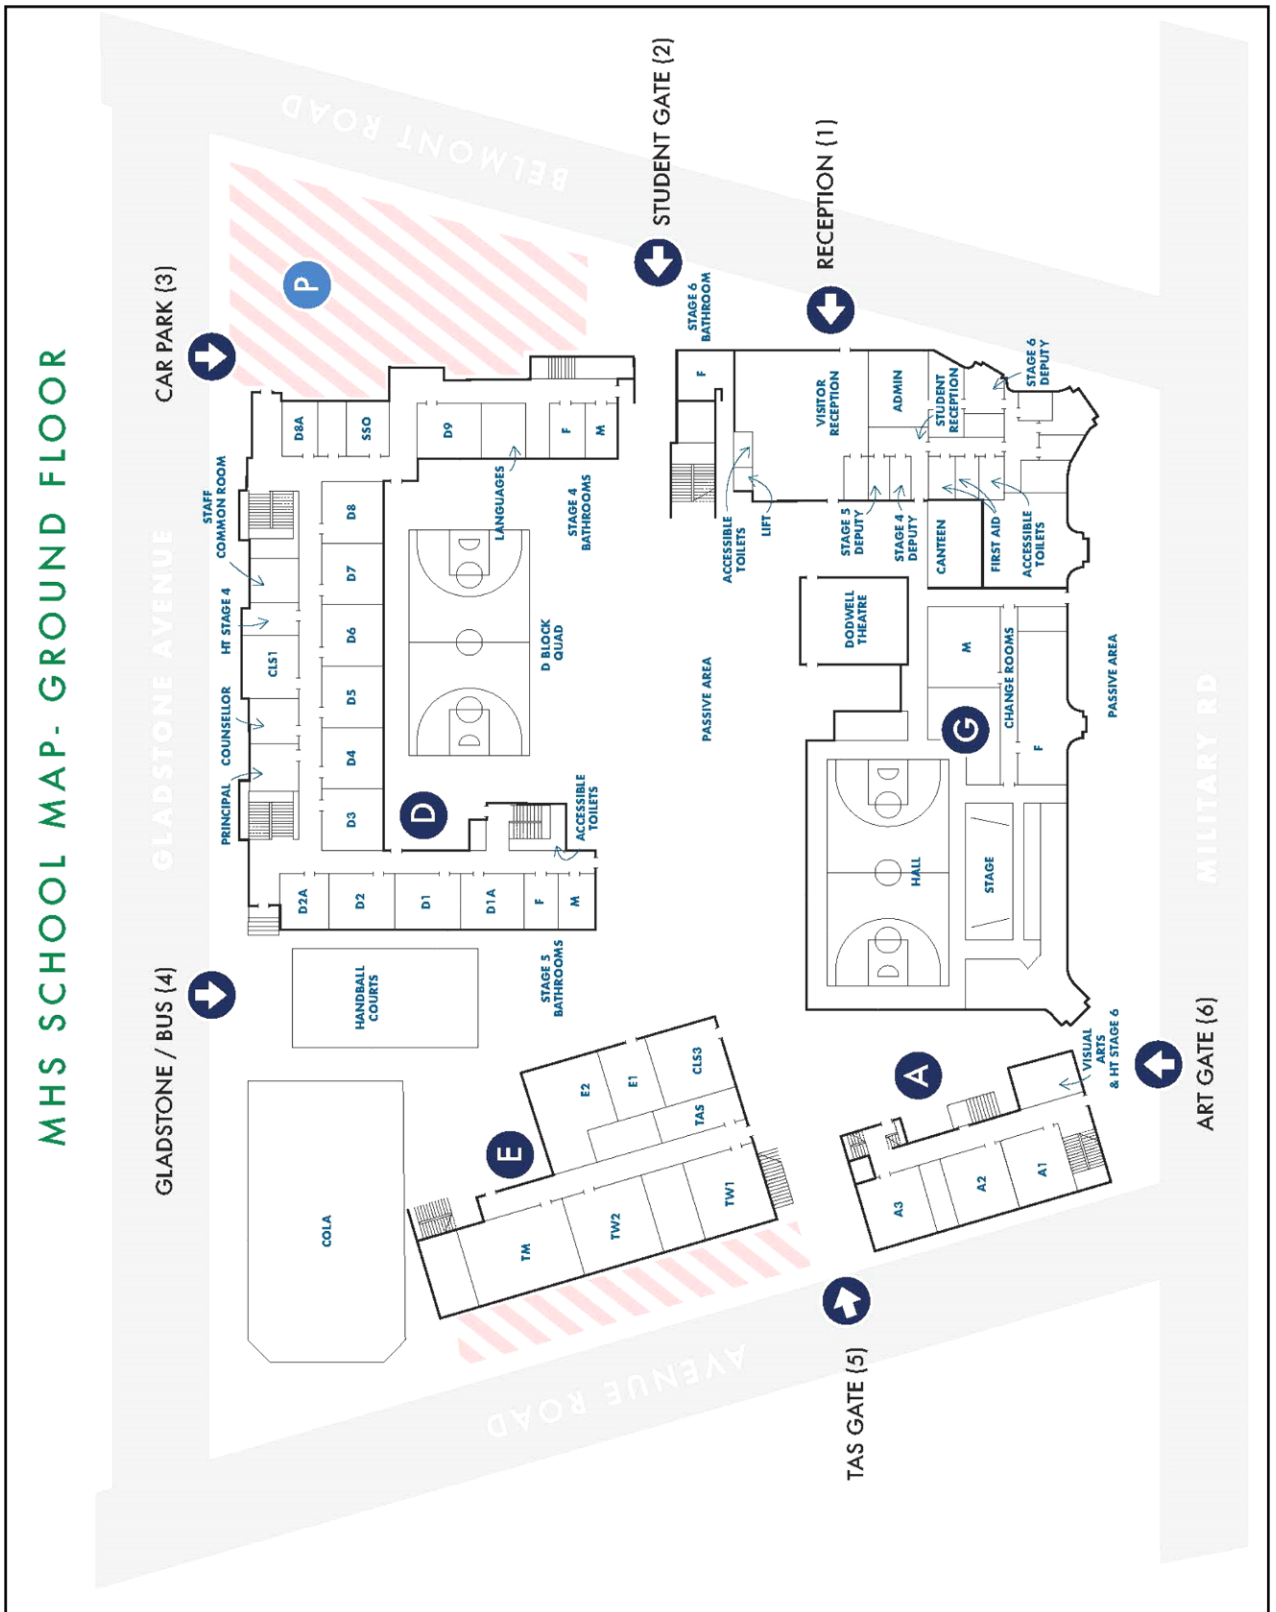 MHS SCHOOL MAP- GROUND FLOOR
GLADSTONE / BUS {4}
CAR PARK {3}
GLADSTONE AVENUE
PRINCIPAL
COUNSELLOR
HT STAGE 4
STAFF
COMMON ROOM
CLS1
D8A
SSO
D2A
D2
D1
D1A
F
M
D3
D4
D5
D6
D7
D8
D9
F
M
P
BELMONT ROAD
COLA
HANDBALL
COURTS
D
LANGUAGES
STAGE 4
BATHROOMS
D BLOCK
QUAD
ACCESSIBLE
TOILETS
STAGE 5
BATHROOMS
STUDENT GATE {2}
STAGE 6
BATHROOM
F
E
E2
E1
CLS3
TAS
TM
TW2
TW1
AVENUE ROAD
PASSIVE AREA
ACCESSIBLE
TOILETS
LIFT
VISITOR
RECEPTION
RECEPTION {1}
ADMIN
STUDENT
RECEPTION
STAGE 6
DEPUTY
STAGE 5
DEPUTY
STAGE 4
DEPUTY
CANTEEN
FIRST AID
ACCESSIBLE
TOILETS
DODWELL
THEATRE
M
CHANGE ROOMS
G
F
HALL
STAGE
PASSIVE AREA
TAS GATE {5}
A
A3
A2
A1
VISUAL
ARTS
& HT STAGE 6
ART GATE {6}
MILITARY RD